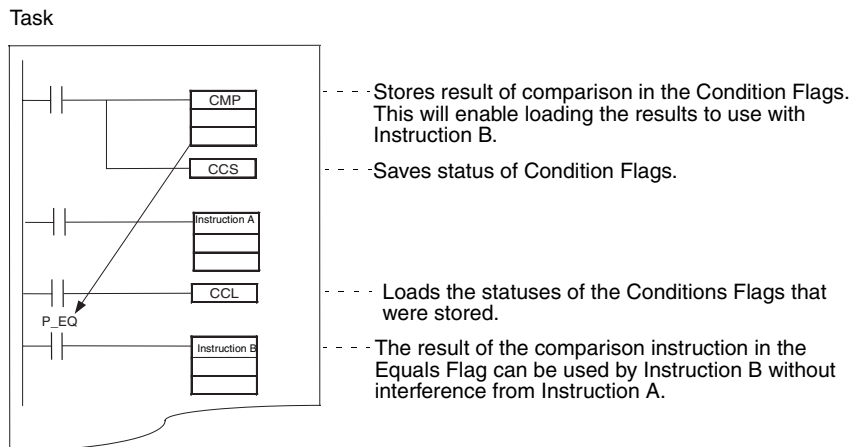 Task
CMP
Stores result of comparison in the Condition Flags.
This will enable loading the results to use with
Instruction B.
CCS
Saves status of Condition Flags.
Instruction A
CCL
Loads the statuses of the Conditions Flags that
were stored.
P_EQ
Instruction B
The result of the comparison instruction in the
Equals Flag can be used by Instruction B without
interference from Instruction A.